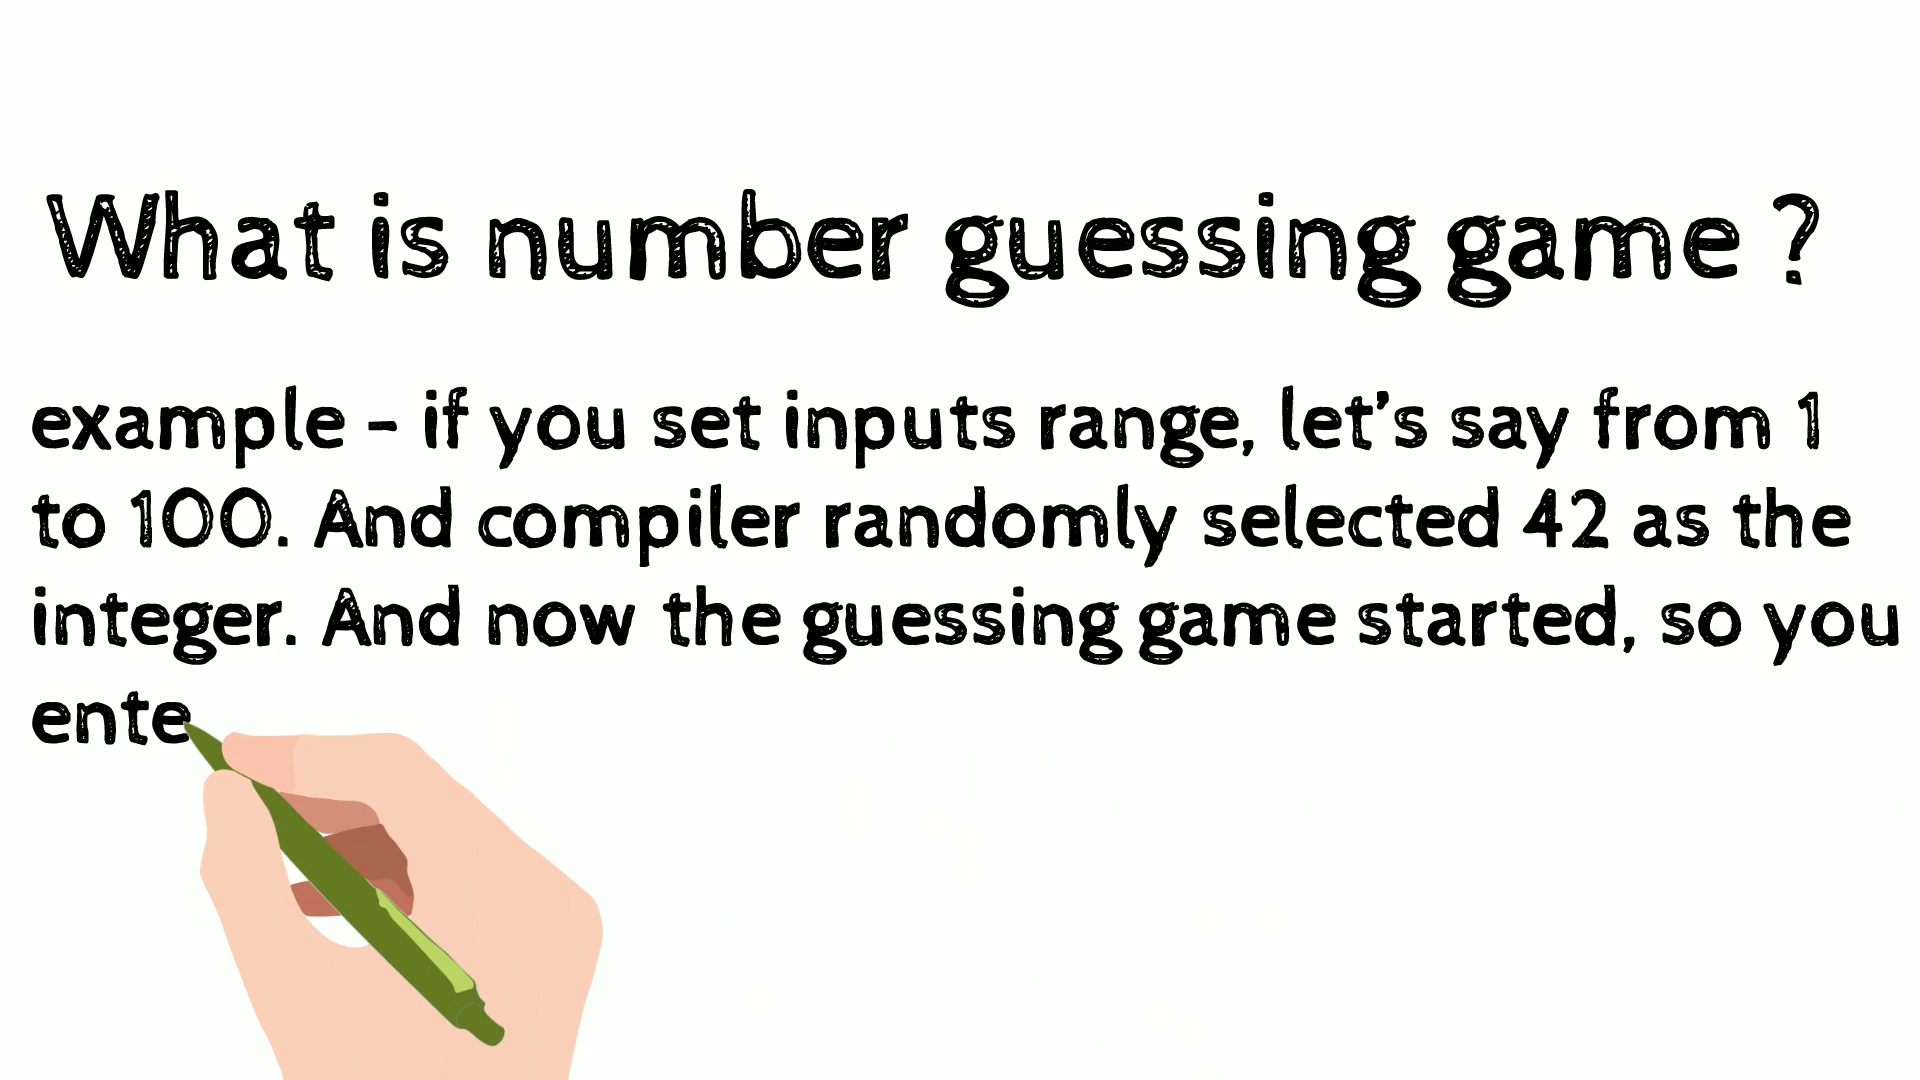 What is number guessing game ?
example - if you set inputs range, let's say from 1
to 100. And compiler randomly selected 42 as the
integer. And now the guessing game started, so you
ente